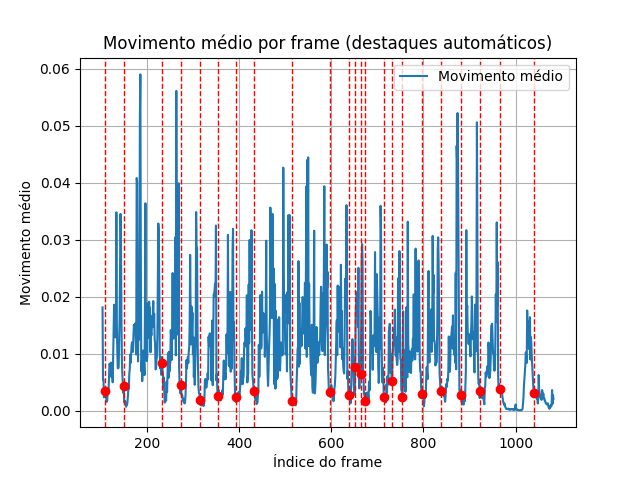 Movimento médio por frame (destaques automáticos)
Movimento médio
0.06
0.05
0.04
0.03
0.02
0.01
0.00
Movimento médio
200 400 600 800 1000
Índice do frame